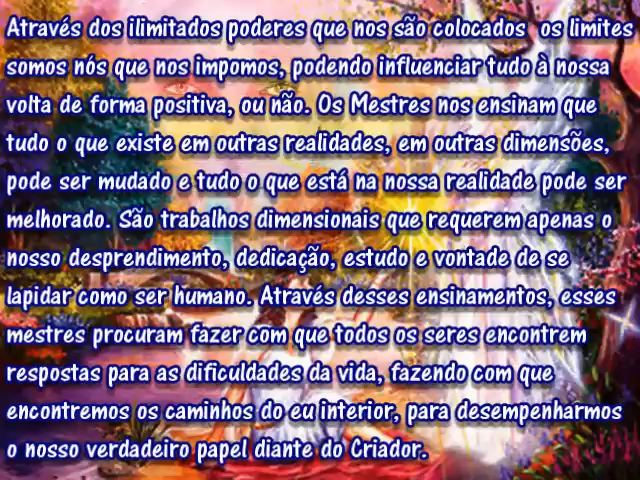 Através dos ilimitados poderes que nos são colocados os limites
somos nós que nos impomos, podendo influenciar tudo à nossa
volta de forma positiva, ou não. Os Mestres nos ensinam que
tudo o que existe em outras realidades, em outras dimensões,
pode ser mudado e tudo o que está na nossa realidade pode ser
melhorado. São trabalhos dimensionais que requerem apenas o
nosso desprendimento, dedicação, estudo e vontade de se
lapidar como ser humano. Através desses ensinamentos, esses
mestres procuram fazer com que todos os seres encontrem
respostas para as dificuldades da vida, fazendo com que
encontremos os caminhos do eu interior, para desempenharmos
o nosso verdadeiro papel diante do Criador.